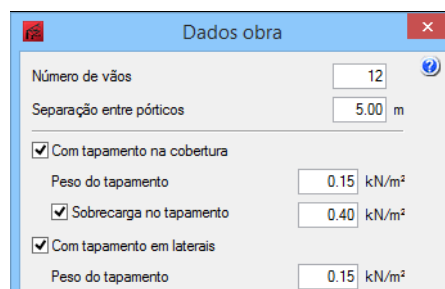 Dados obra
Número de vãos 12
Separação entre pórticos 5.00 m
Com tapamento na cobertura
Peso do tapamento 0.15 kN/m²
Sobrecarga no tapamento 0.40 kN/m²
Com tapamento em laterais
Peso do tapamento 0.15 kN/m²